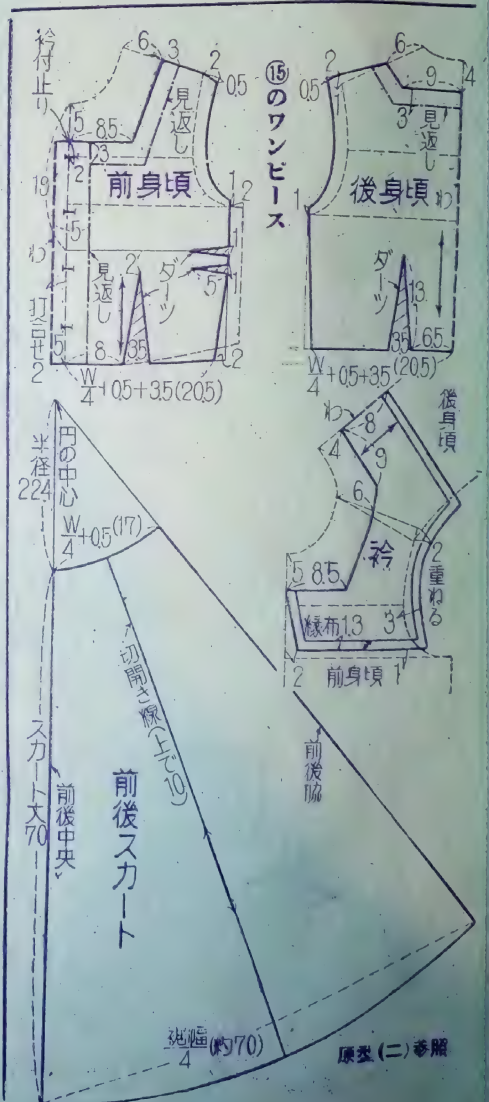 ⑮のワンピース
衿付止り
6
3
2
0.5
5
8.5
見返し
3
2
前身頃
19
1
2
わ
5
見返し
2
ダーツ
1
5
打合せ2
5
8
3.5
2
W/4+0.5+3.5(20.5)
2
6
0.5
9
4
3
見返し
1
後身頃
わ
ダーツ
13
3.5
6.5
W/4+0.5+3.5(20.5)
後身頃
わ
8
4
9
6
衿
2
重ねる
5
8.5
縁布1.3
3
2
前身頃
1
円の中心
半径
22.4
W/4+0.5(17)
切開き線(上で10)
スカート丈70
前後中央
前後スカート
前後脇
総幅/4(約70)
原型(二)参照